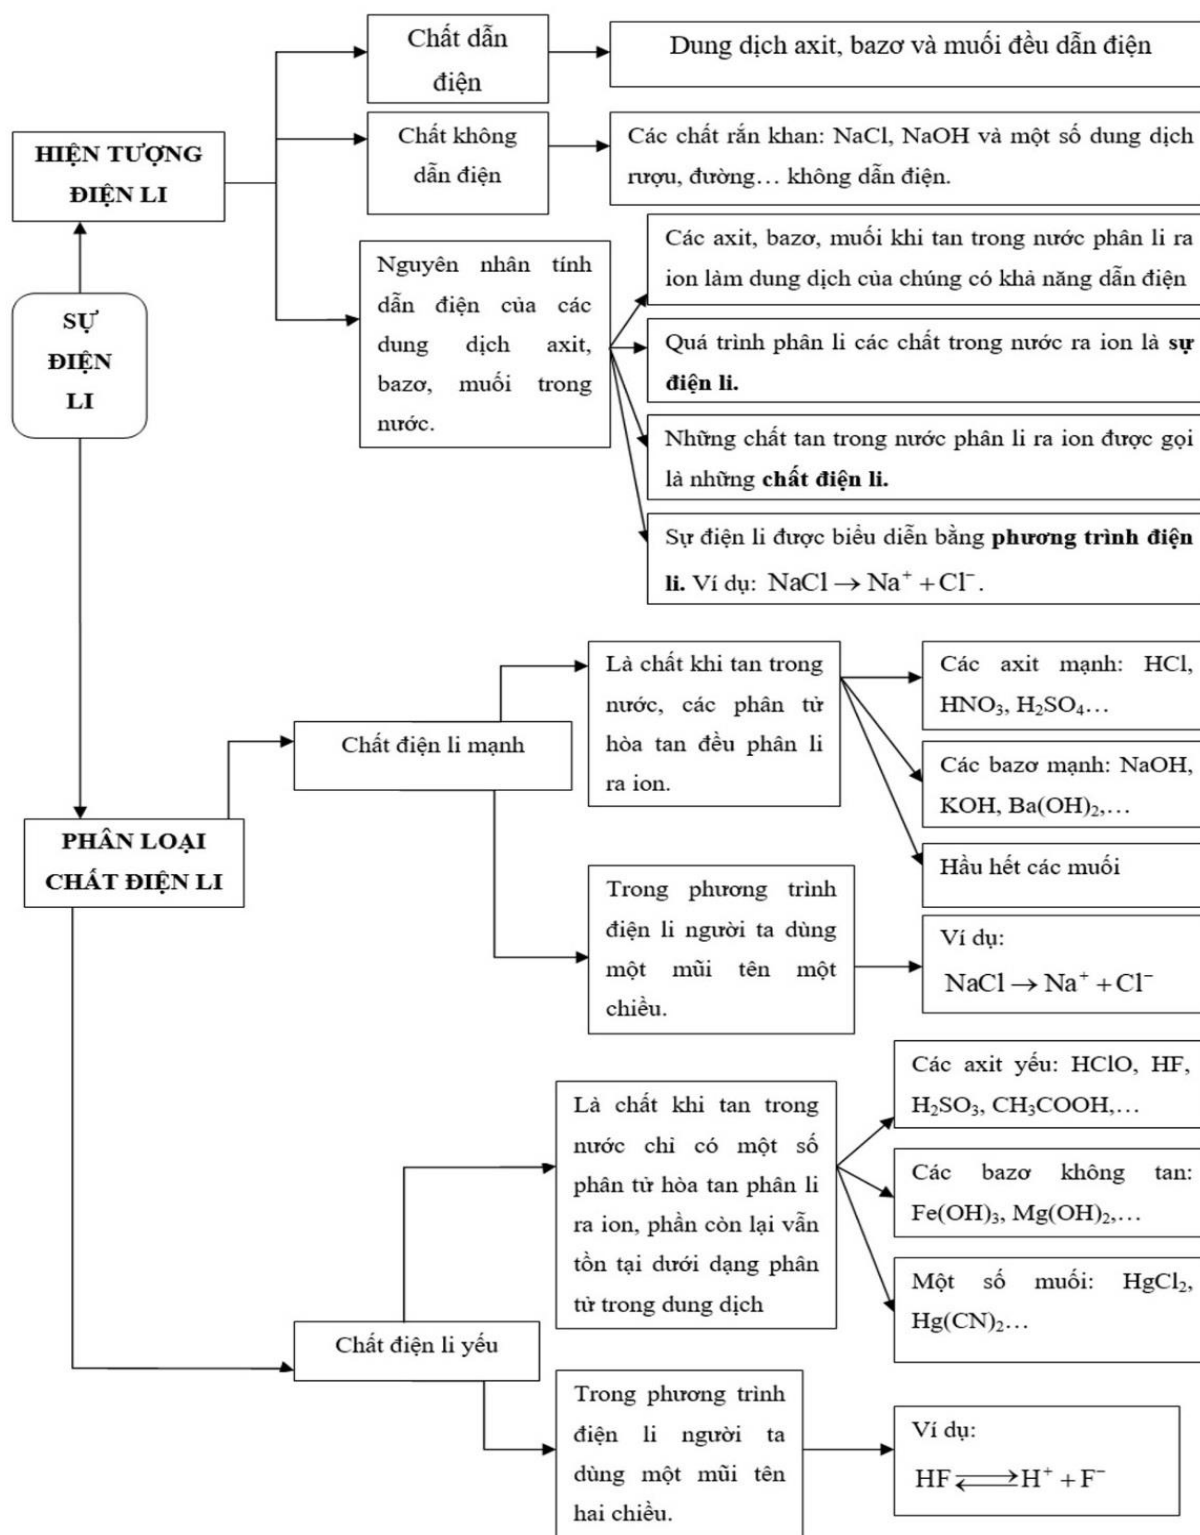 Chất dẫn
điện
Dung dịch axit, bazơ và muối đều dẫn điện
HIỆN TƯỢNG
ĐIỆN LI
Chất không
dẫn điện
Các chất rắn khan: NaCl, NaOH và một số dung dịch
rượu, đường… không dẫn điện.
Nguyên nhân tính
dẫn điện của các
dung dịch axit,
bazơ, muối trong
nước.
Các axit, bazơ, muối khi tan trong nước phân li ra
ion làm dung dịch của chúng có khả năng dẫn điện
Quá trình phân li các chất trong nước ra ion là sự
điện li.
Những chất tan trong nước phân li ra ion được gọi
là những chất điện li.
Sự điện li được biểu diễn bằng phương trình điện
li. Ví dụ: NaCl → Na⁺ + Cl⁻.
SỰ
ĐIỆN
LI
PHÂN LOẠI
CHẤT ĐIỆN LI
Chất điện li mạnh
Là chất khi tan trong
nước, các phân tử
hòa tan đều phân li
ra ion.
Các axit mạnh: HCl,
HNO₃, H₂SO₄…
Các bazơ mạnh: NaOH,
KOH, Ba(OH)₂,…
Hầu hết các muối
Trong phương trình
điện li người ta dùng
một mũi tên một
chiều.
Ví dụ:
NaCl → Na⁺ + Cl⁻
Chất điện li yếu
Là chất khi tan trong
nước chỉ có một số
phân tử hòa tan phân li
ra ion, phần còn lại vẫn
tồn tại dưới dạng phân
tử trong dung dịch
Các axit yếu: HClO, HF,
H₂SO₃, CH₃COOH,…
Các bazơ không tan:
Fe(OH)₃, Mg(OH)₂,…
Một số muối: HgCl₂,
Hg(CN)₂…
Trong phương trình
điện li người ta
dùng một mũi tên
hai chiều.
Ví dụ:
HF ⇌ H⁺ + F⁻